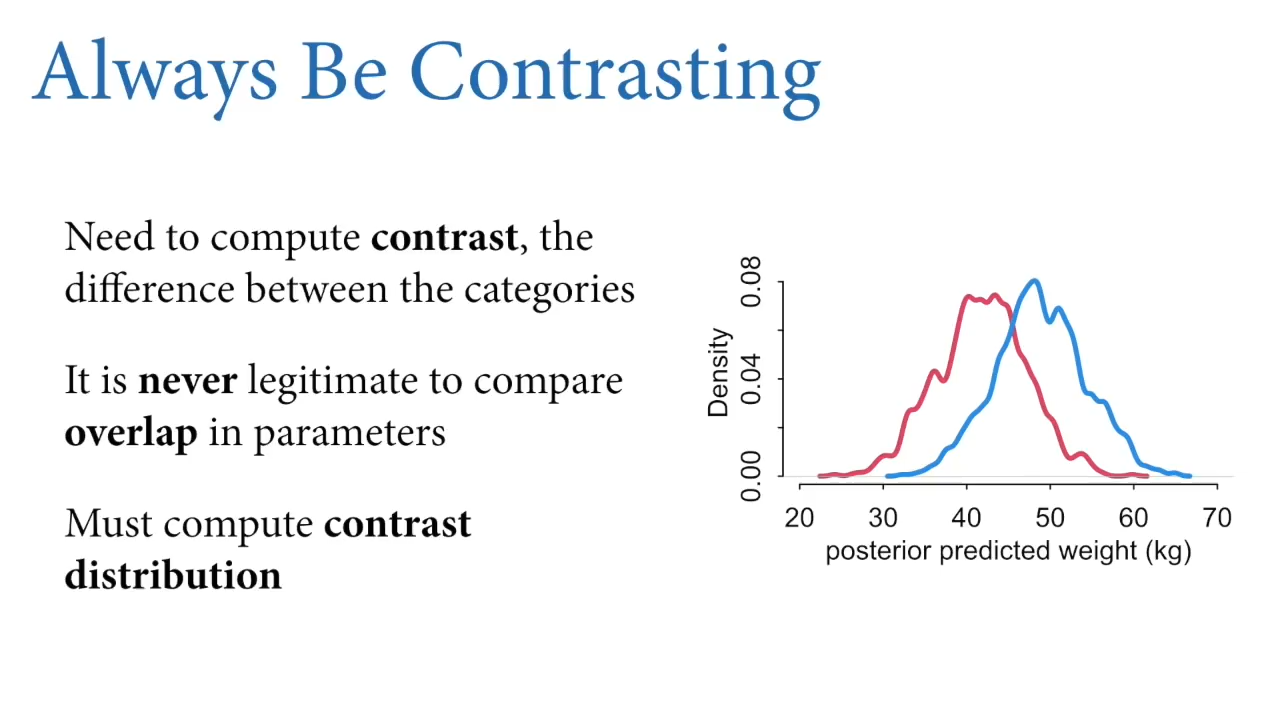 Always Be Contrasting
Need to compute contrast, the
difference between the categories
It is never legitimate to compare
overlap in parameters
Must compute contrast
distribution
Density
0.08
0.04
0.00
20 30 40 50 60 70
posterior predicted weight (kg)